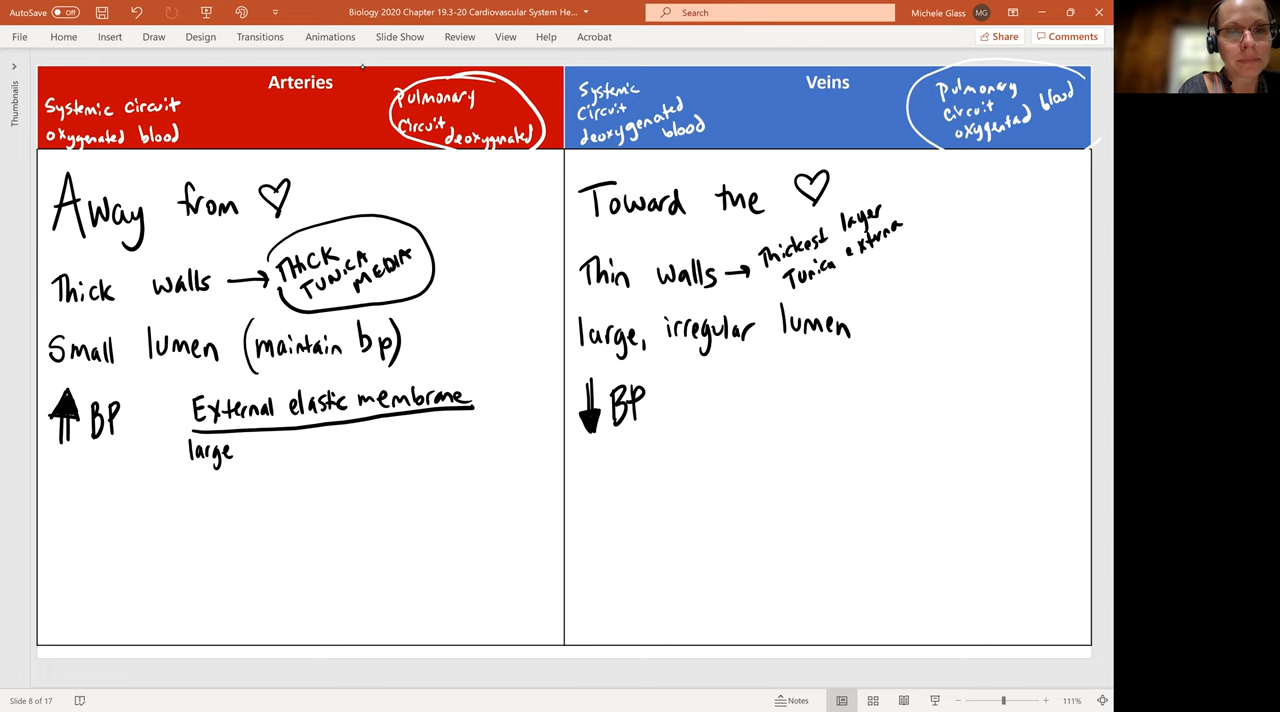 AutoSave Off
Biology 2020 Chapter 19.3-20 Cardiovascular System He...
Search
Michele Glass MG
File Home Insert Draw Design Transitions Animations Slide Show Review View Help Acrobat
Share Comments
Thumbnails
Arteries
Systemic circuit
oxygenated blood
Pulmonary
Circuit deoxygenated
Veins
Systemic
Circuit
deoxygenated
blood
Pulmonary
circuit
oxygentad blood
Away from
Thick walls → THICK
TUNICA
MEDIA
Small lumen (maintain bp)
BP
External elastic membrane
large
Toward the
Thin walls → Thickest layer
Tunica externa
large, irregular lumen
BP
Slide 8 of 17
Notes
111%